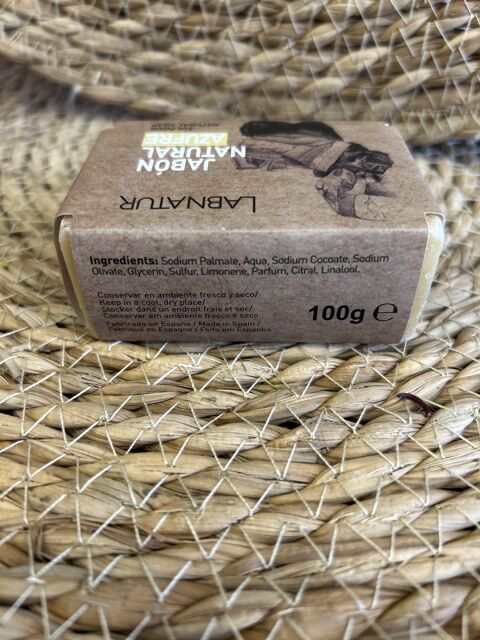 JABÓN
NATURAL
AZUFRE
NATURAL SOAP
LABNATUR
Ingredients: Sodium Palmate, Aqua, Sodium Cocoate, Sodium
Olivate, Glycerin, Sulfur, Limonene, Parfum, Citral, Linalool.
Conservar en ambiente fresco y seco/
Keep in a cool, dry place/
Stocker dans un endroit frais et sec/
Conservar em ambiente fresco e seco
100g ℮
Fabricado en España / Made in Spain /
Fabriqué en Espagne / Feito em Espanha